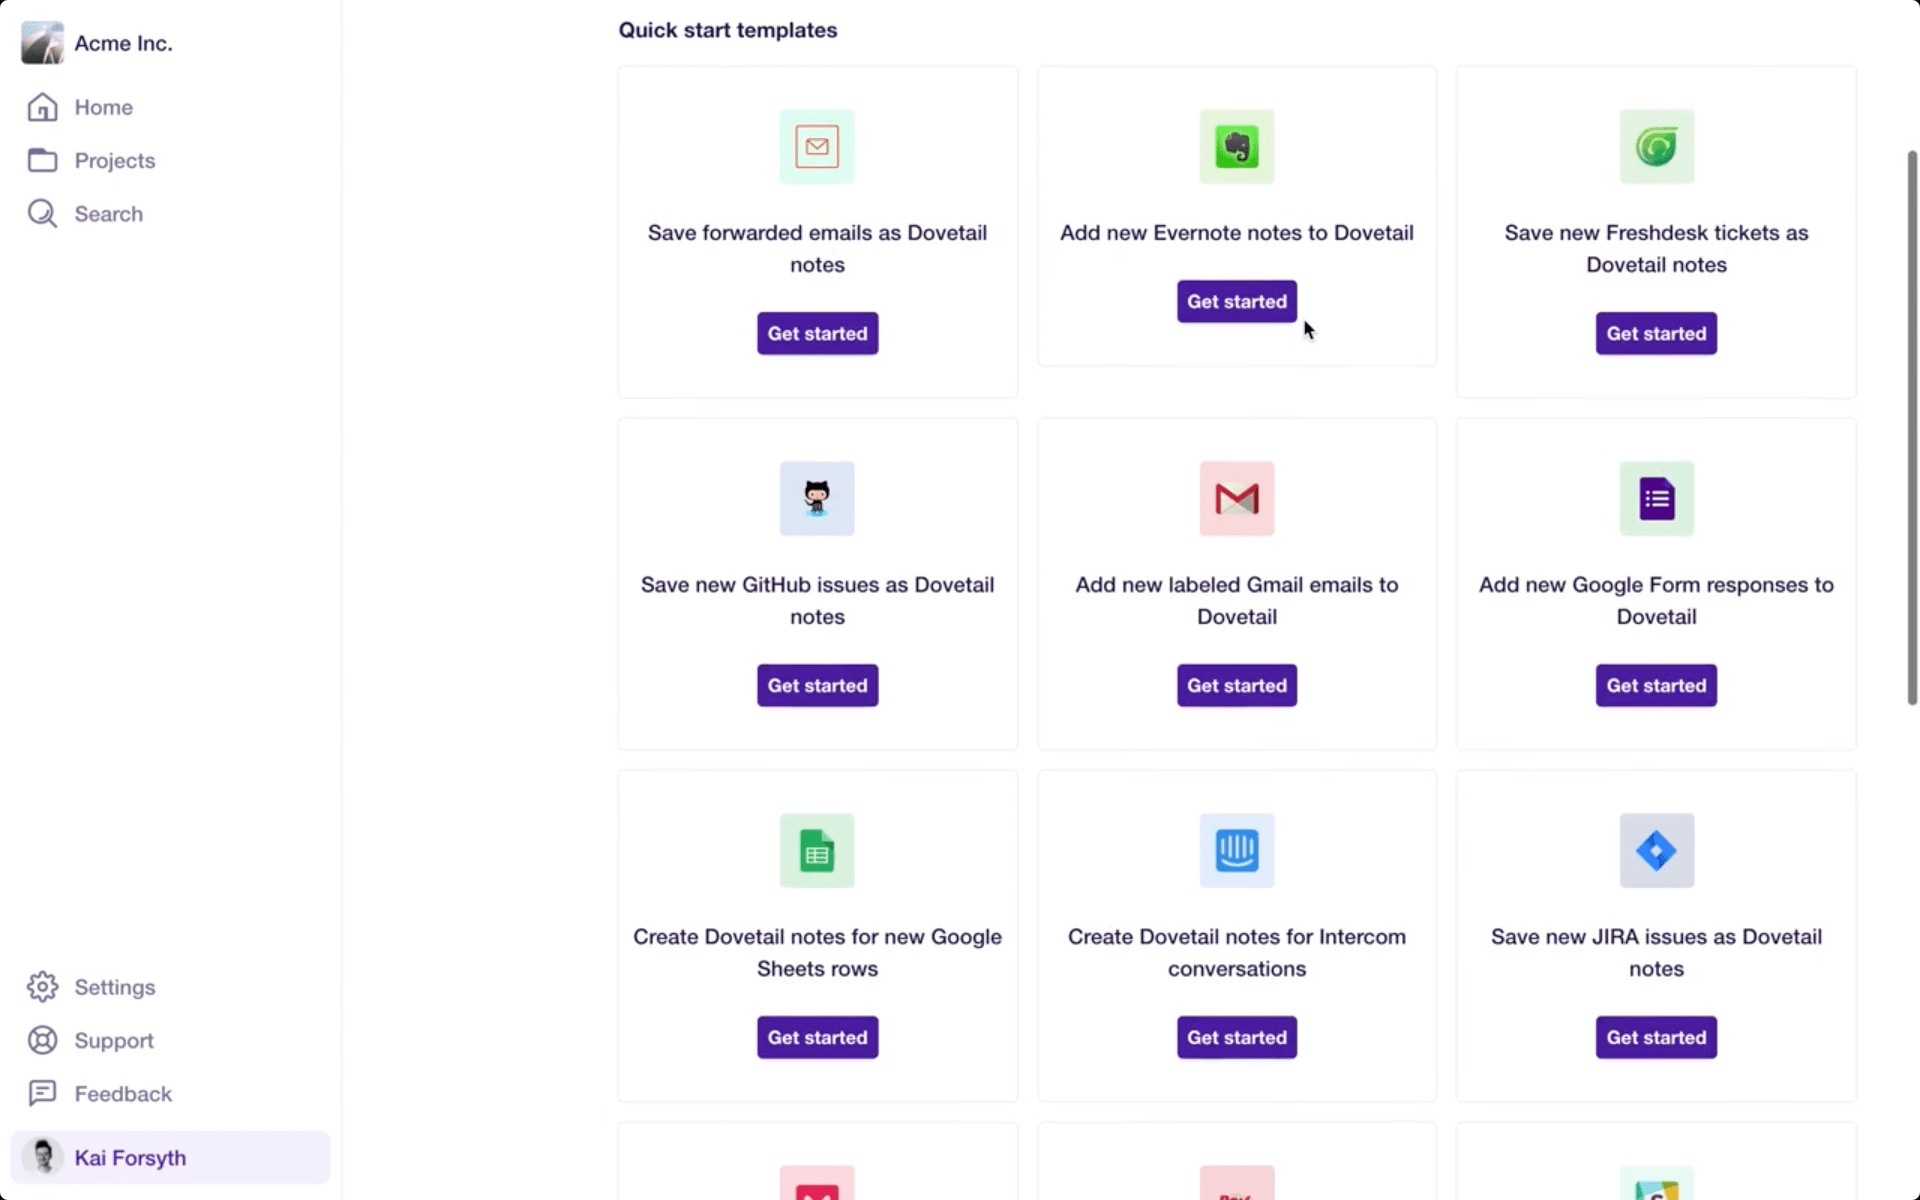 Acme Inc.
Home
Projects
Search
Settings
Support
Feedback
Kai Forsyth
Quick start templates
Save forwarded emails as Dovetail
notes
Get started
Add new Evernote notes to Dovetail
Get started
Save new Freshdesk tickets as
Dovetail notes
Get started
Save new GitHub issues as Dovetail
notes
Get started
Add new labeled Gmail emails to
Dovetail
Get started
Add new Google Form responses to
Dovetail
Get started
Create Dovetail notes for new Google
Sheets rows
Get started
Create Dovetail notes for Intercom
conversations
Get started
Save new JIRA issues as Dovetail
notes
Get started